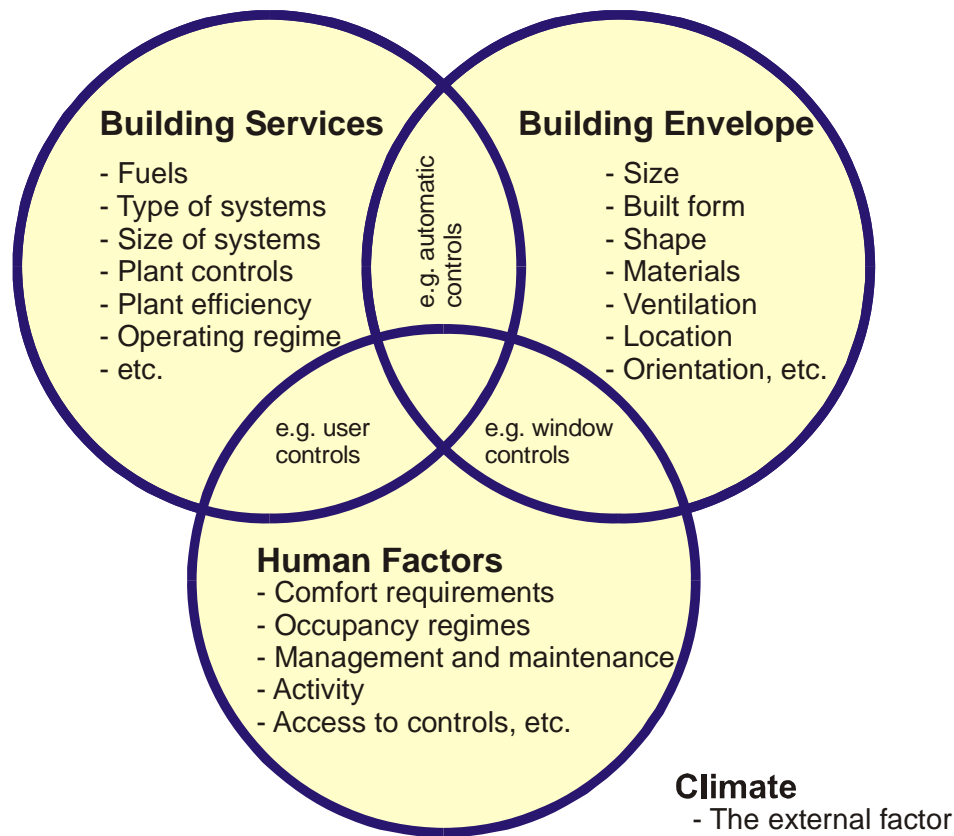 Building Services
- Fuels
- Type of systems
- Size of systems
- Plant controls
- Plant efficiency
- Operating regime
- etc.
e.g. automatic
controls
Building Envelope
- Size
- Built form
- Shape
- Materials
- Ventilation
- Location
- Orientation, etc.
e.g. user
controls
e.g. window
controls
Human Factors
- Comfort requirements
- Occupancy regimes
- Management and maintenance
- Activity
- Access to controls, etc.
Climate
- The external factor